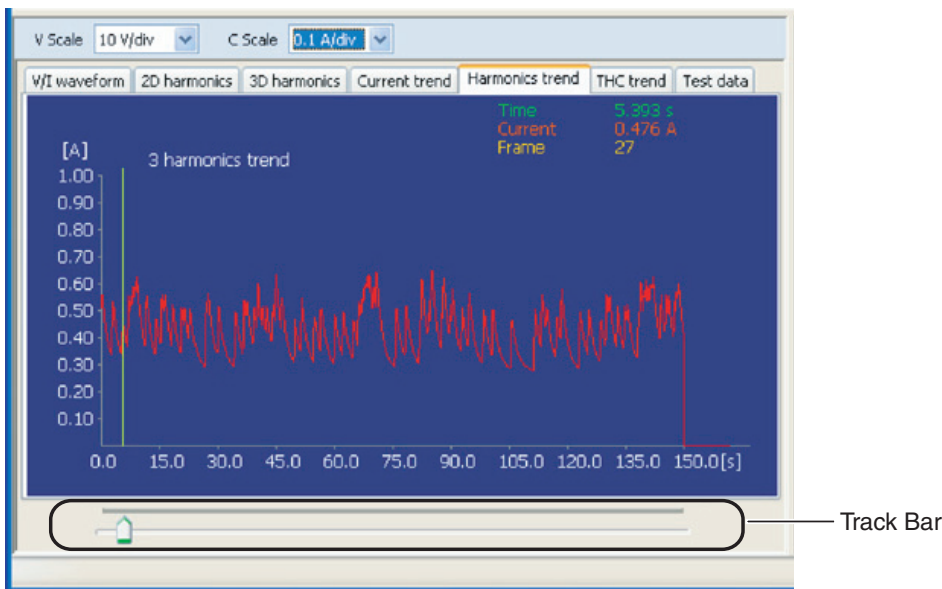 V Scale 10 V/div C Scale 0.1 A/div
V/I waveform 2D harmonics 3D harmonics Current trend Harmonics trend THC trend Test data
Time 5.393 s
Current 0.476 A
Frame 27
[A]
3 harmonics trend
1.00
0.90
0.80
0.70
0.60
0.50
0.40
0.30
0.20
0.10
0.0 15.0 30.0 45.0 60.0 75.0 90.0 105.0 120.0 135.0 150.0[s]
Track Bar